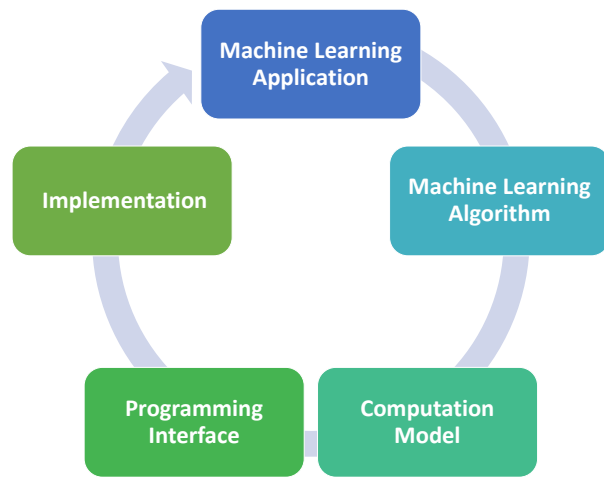 Machine Learning
Application
Machine Learning
Algorithm
Computation
Model
Programming
Interface
Implementation